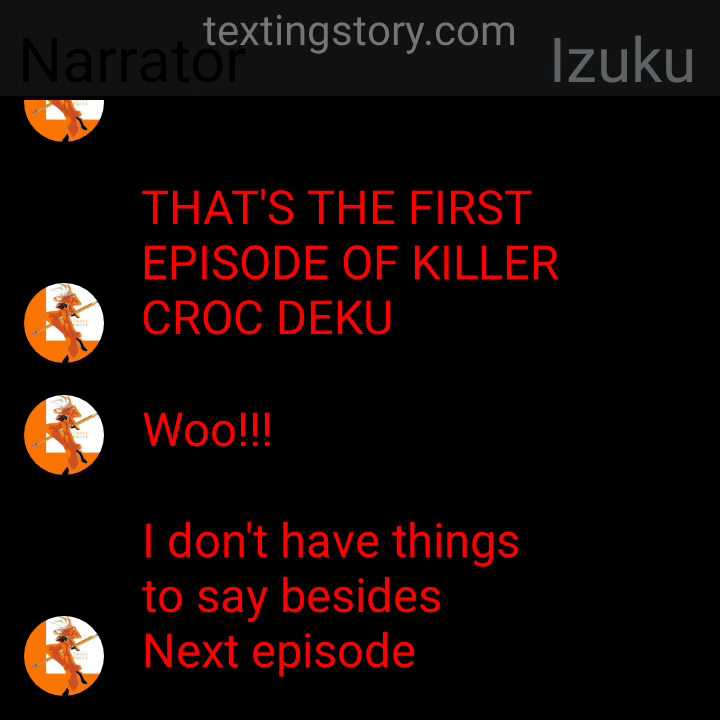 textingstory.com
Narrator
Izuku
THAT'S THE FIRST
EPISODE OF KILLER
CROC DEKU
Woo!!!
I don't have things
to say besides
Next episode